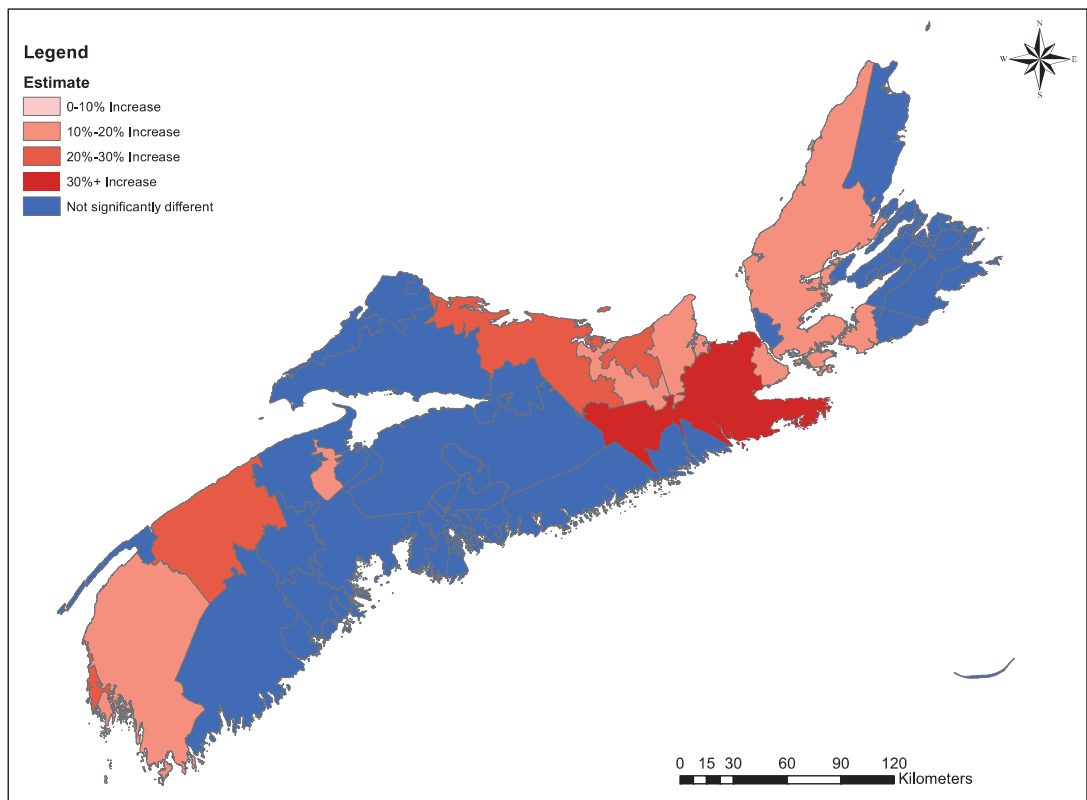 Legend
Estimate
0-10% Increase
10%-20% Increase
20%-30% Increase
30%+ Increase
Not significantly different
N
W E
S
0 15 30 60 90 120
Kilometers